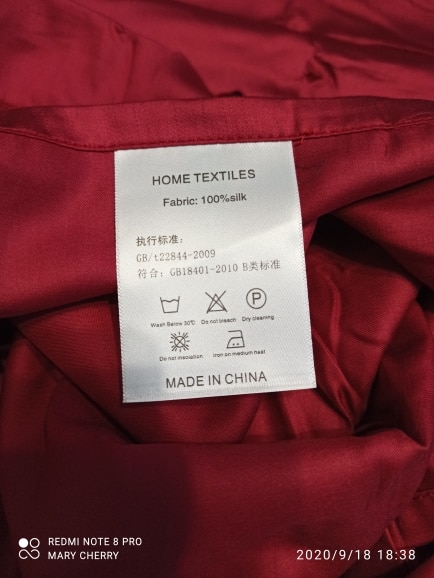 HOME TEXTILES
Fabric: 100%silk
执行标准：
GB/t22844-2009
符合：GB18401-2010 B类标准
P
Wash Below 30℃ Do not bleach Dry cleaning
Do not insolation Iron on medium heat
MADE IN CHINA
REDMI NOTE 8 PRO
MARY CHERRY
2020/9/18 18:38